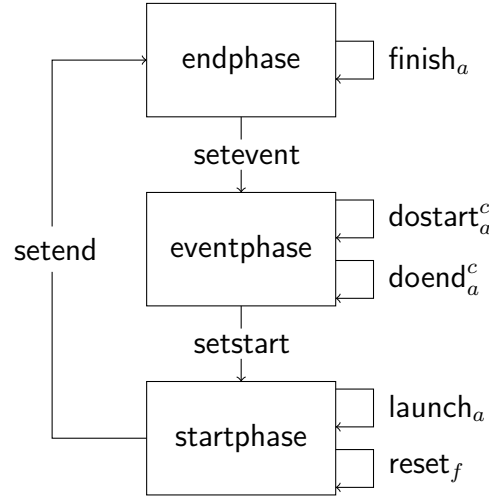 endphase
finish_a
setevent
eventphase
dostart_a^c
doend_a^c
setend
setstart
startphase
launch_a
reset_f